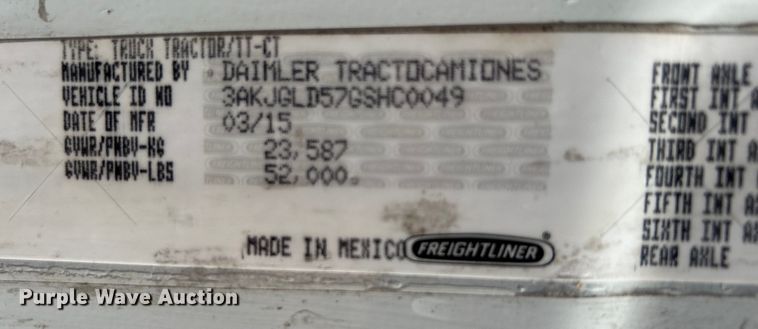 TYPE: TRUCK TRACTOR/TT-CT
MANUFACTURED BY DAIMLER TRACTOCAMIONES
VEHICLE ID NO 3AKJGLD57GSHC0049
DATE OF MFR 03/15
GVWR/PNBV-KG 23,587
GVWR/PNBV-LBS 52,000
MADE IN MEXICO FREIGHTLINER®
FRONT AXLE
FIRST INT
SECOND INT
THIRD INT A
FOURTH INT
FIFTH INT A
SIXTH INT A
REAR AXLE
Purple Wave Auction